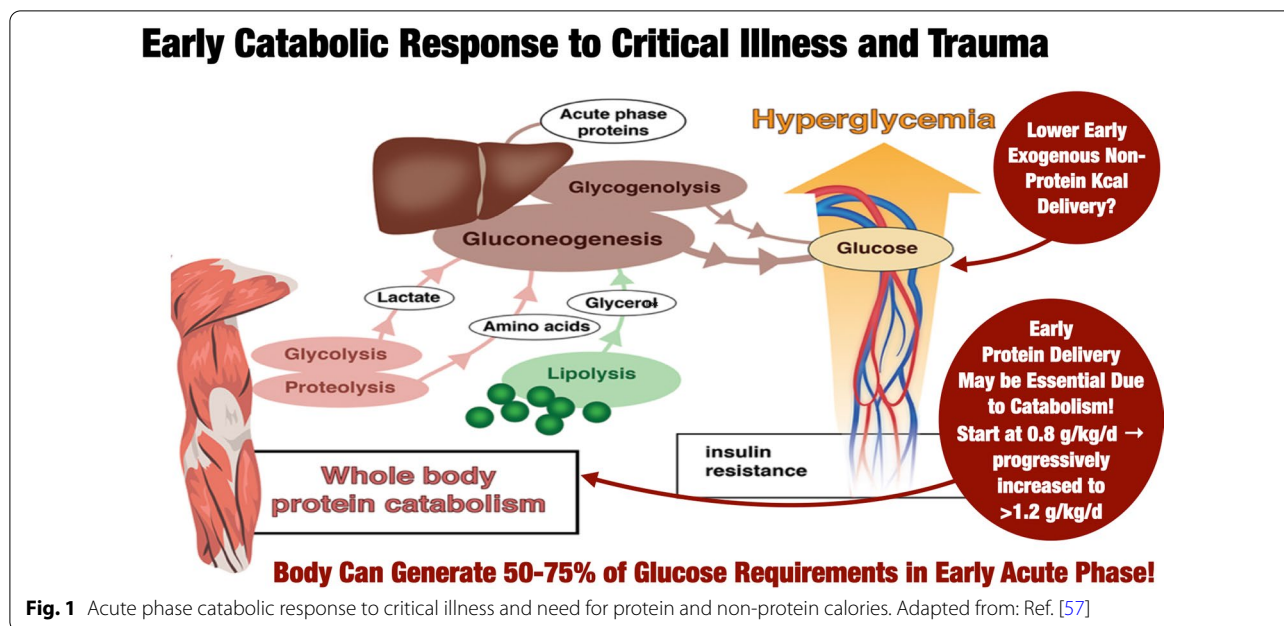 Early Catabolic Response to Critical Illness and Trauma
Acute phase
proteins
Hyperglycemia
Lower Early
Exogenous Non-
Protein Kcal
Delivery?
Glycogenolysis
Gluconeogenesis
Glucose
Lactate
Glycerol
Amino acids
Glycolysis
Proteolysis
Lipolysis
Early
Protein Delivery
May be Essential Due
to Catabolism!
Start at 0.8 g/kg/d →
progressively
increased to
>1.2 g/kg/d
insulin
resistance
Whole body
protein catabolism
Body Can Generate 50-75% of Glucose Requirements in Early Acute Phase!
Fig. 1 Acute phase catabolic response to critical illness and need for protein and non-protein calories. Adapted from: Ref. [57]